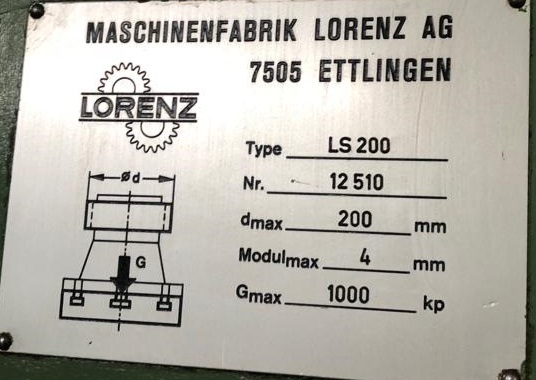 MASCHINENFABRIK LORENZ AG
7505 ETTLINGEN
LORENZ
Type LS 200
Nr. 12 510
dmax 200 mm
Modulmax 4 mm
Gmax 1000 kp
Ød
G